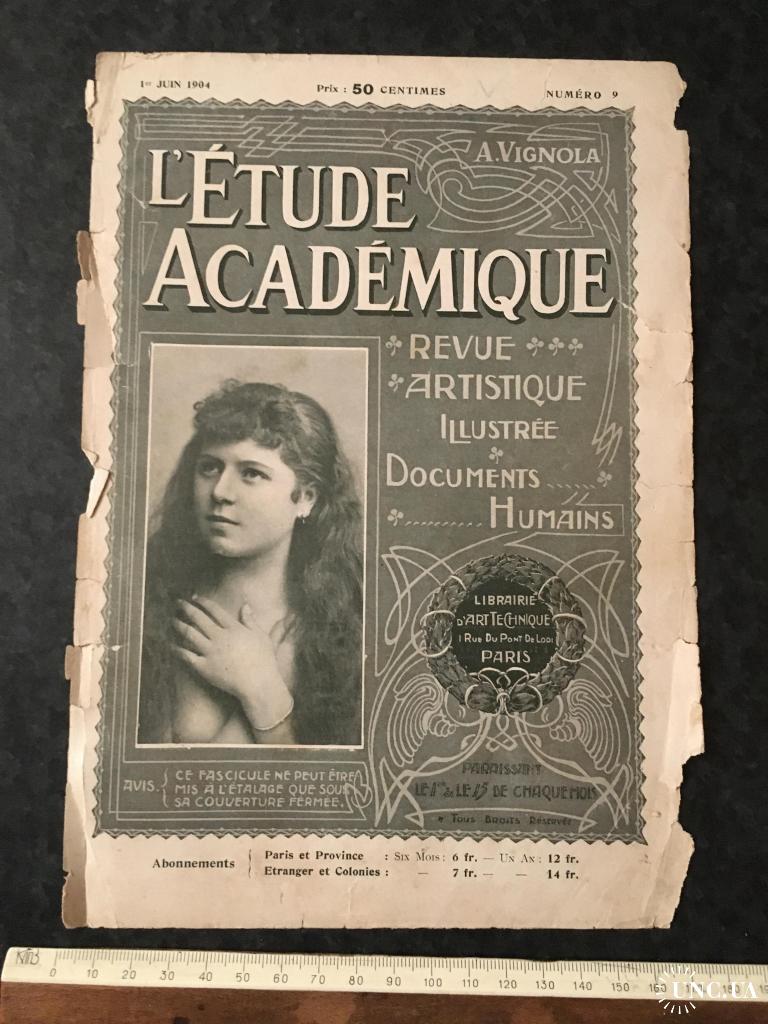 1er JUIN 1904 Prix : 50 CENTIMES NUMÉRO 9
A. VIGNOLA
L'ÉTUDE
ACADÉMIQUE
REVUE
ARTISTIQUE
ILLUSTRÉE
DOCUMENTS......
.......... HUMAINS
LIBRAIRIE
D'ART TECHNIQUE
1 RUE DU PONT DE LODI
PARIS
PARAISSANT
LE 1er & LE 15 DE CHAQUE MOIS
TOUS DROITS RÉSERVÉS
AVIS. { CE FASCICULE NE PEUT ÊTRE
MIS A L'ÉTALAGE QUE SOUS
SA COUVERTURE FERMÉE.
Abonnements { Paris et Province : SIX MOIS : 6 fr. — UN AN : 12 fr.
Etranger et Colonies : — 7 fr. — — 14 fr.
0 10 20 30 40 50 60 70 80 90 100 110 120 130 140 150 160 170 180
UNC.UA